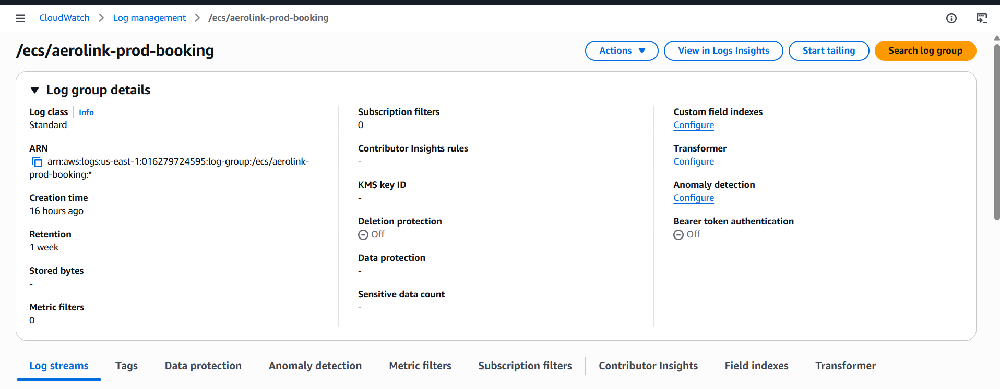 CloudWatch > Log management > /ecs/aerolink-prod-booking
/ecs/aerolink-prod-booking
Actions
View in Logs Insights
Start tailing
Search log group
Log group details
Log class
Info
Standard
ARN
arn:aws:logs:us-east-1:016279724595:log-group:/ecs/aerolink-
prod-booking:*
Creation time
16 hours ago
Retention
1 week
Stored bytes
-
Metric filters
0
Subscription filters
0
Contributor Insights rules
-
KMS key ID
-
Deletion protection
Off
Data protection
-
Sensitive data count
-
Custom field indexes
Configure
Transformer
Configure
Anomaly detection
Configure
Bearer token authentication
Off
Log streams
Tags
Data protection
Anomaly detection
Metric filters
Subscription filters
Contributor Insights
Field indexes
Transformer